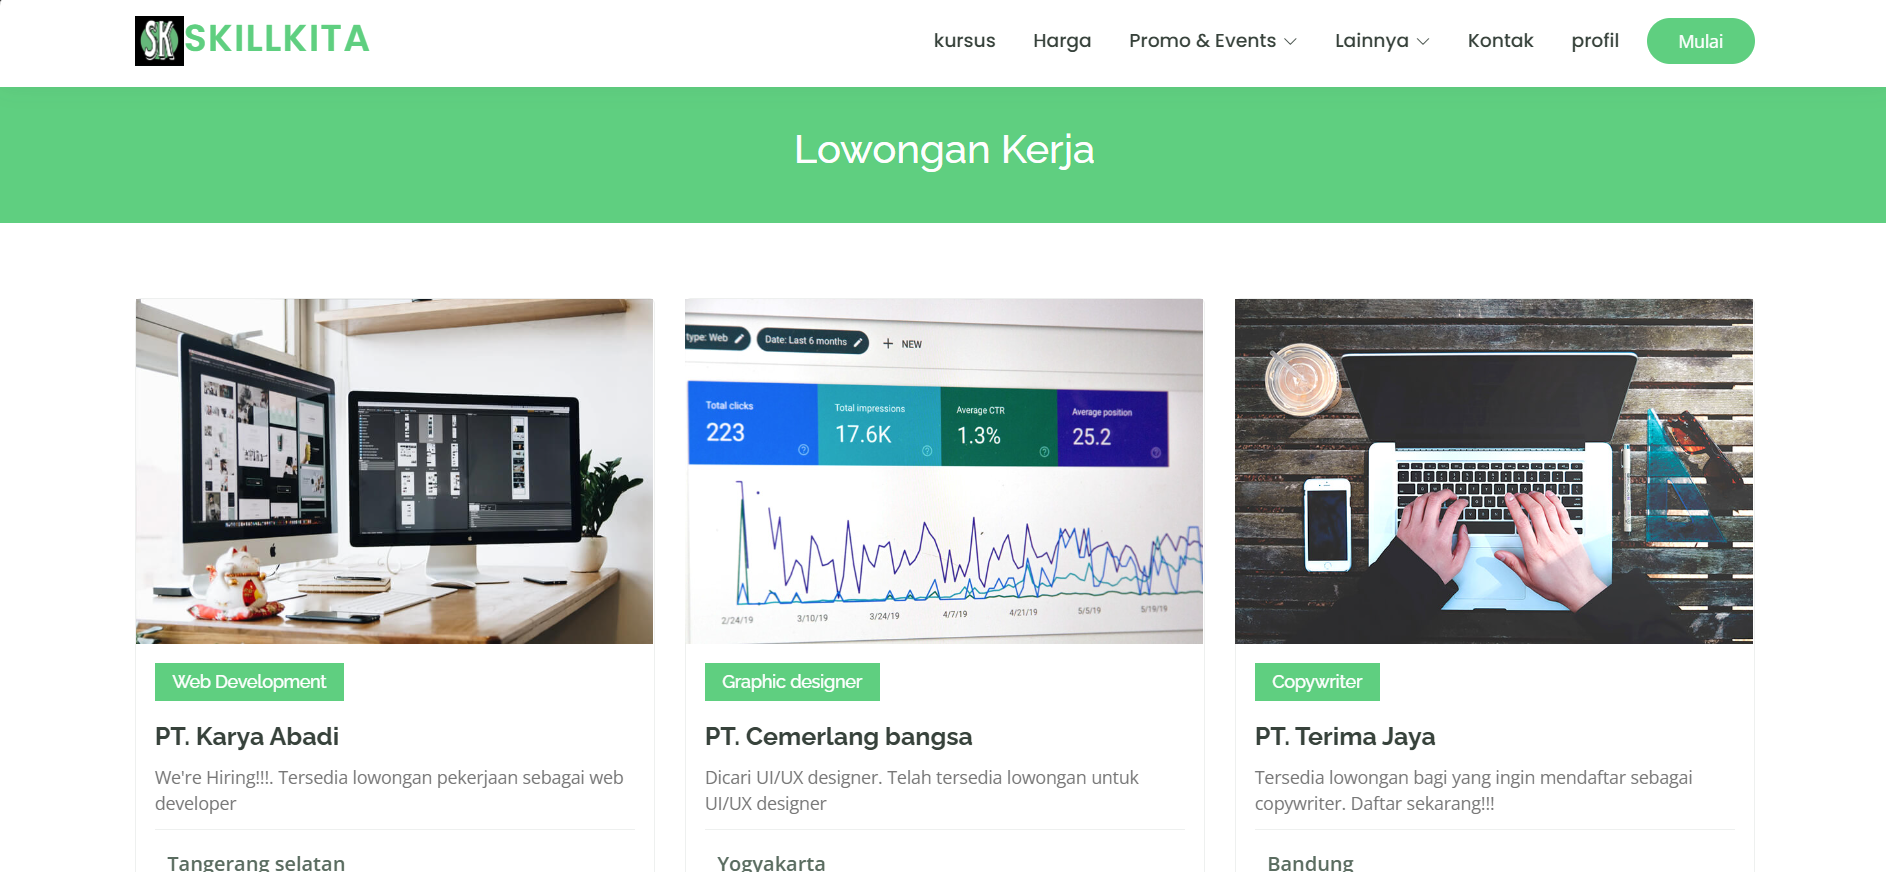 SK SKILLKITA
kursus Harga Promo & Events Lainnya Kontak profil Mulai
Lowongan Kerja
type: Web Date: Last 6 months + NEW
Total clicks Total impressions Average CTR Average position
223 17.6K 1.3% 25.2
2/24/19 3/10/19 3/24/19 4/7/19 4/21/19 5/5/19 5/19/19
Web Development
PT. Karya Abadi
We're Hiring!!!. Tersedia lowongan pekerjaan sebagai web
developer
Tangerang selatan
Graphic designer
PT. Cemerlang bangsa
Dicari UI/UX designer. Telah tersedia lowongan untuk
UI/UX designer
Yogyakarta
Copywriter
PT. Terima Jaya
Tersedia lowongan bagi yang ingin mendaftar sebagai
copywriter. Daftar sekarang!!!
Bandung